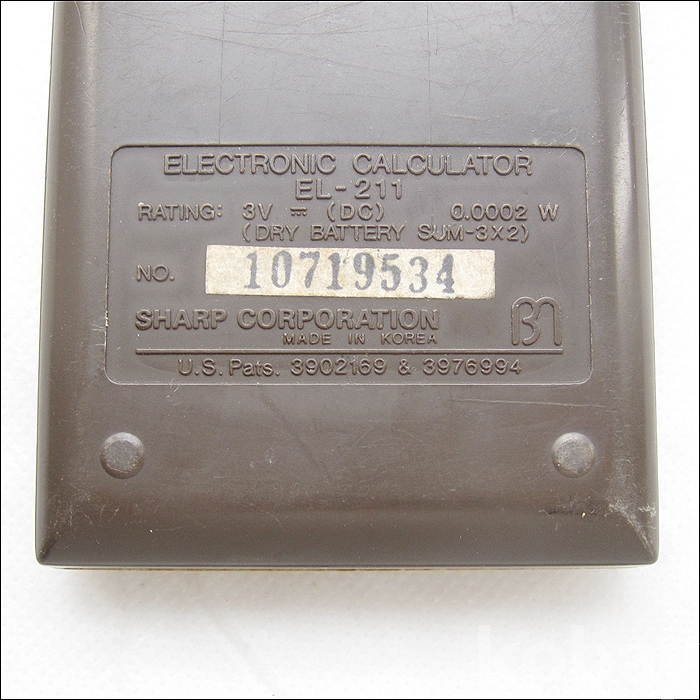 ELECTRONIC CALCULATOR
EL-211
RATING: 3V ⎓ (DC) 0.0002 W
(DRY BATTERY SUM-3X2)
NO. 10719534
SHARP CORPORATION
MADE IN KOREA
U.S. Pats. 3902169 & 3976994